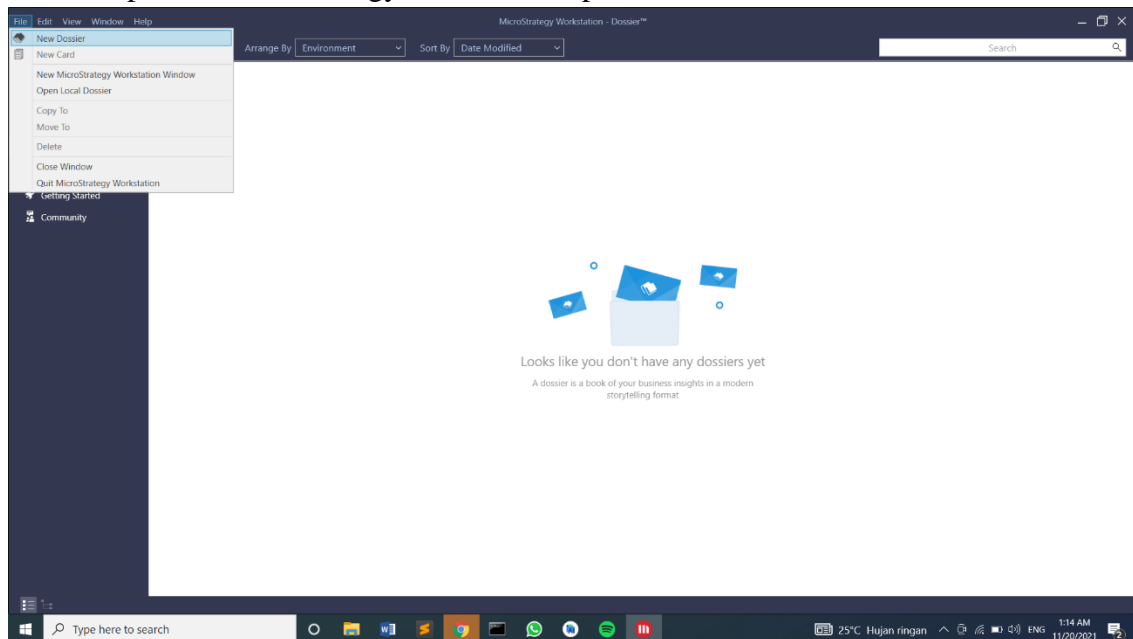 File Edit View Window Help MicroStrategy Workstation - Dossier™
New Dossier
New Card
Arrange By Environment Sort By Date Modified Search
New MicroStrategy Workstation Window
Open Local Dossier
Copy To
Move To
Delete
Close Window
Quit MicroStrategy Workstation
Getting Started
Community
Looks like you don't have any dossiers yet
A dossier is a book of your business insights in a modern
storytelling format
Type here to search 25°C Hujan ringan ENG 1:14 AM
11/20/2021 2